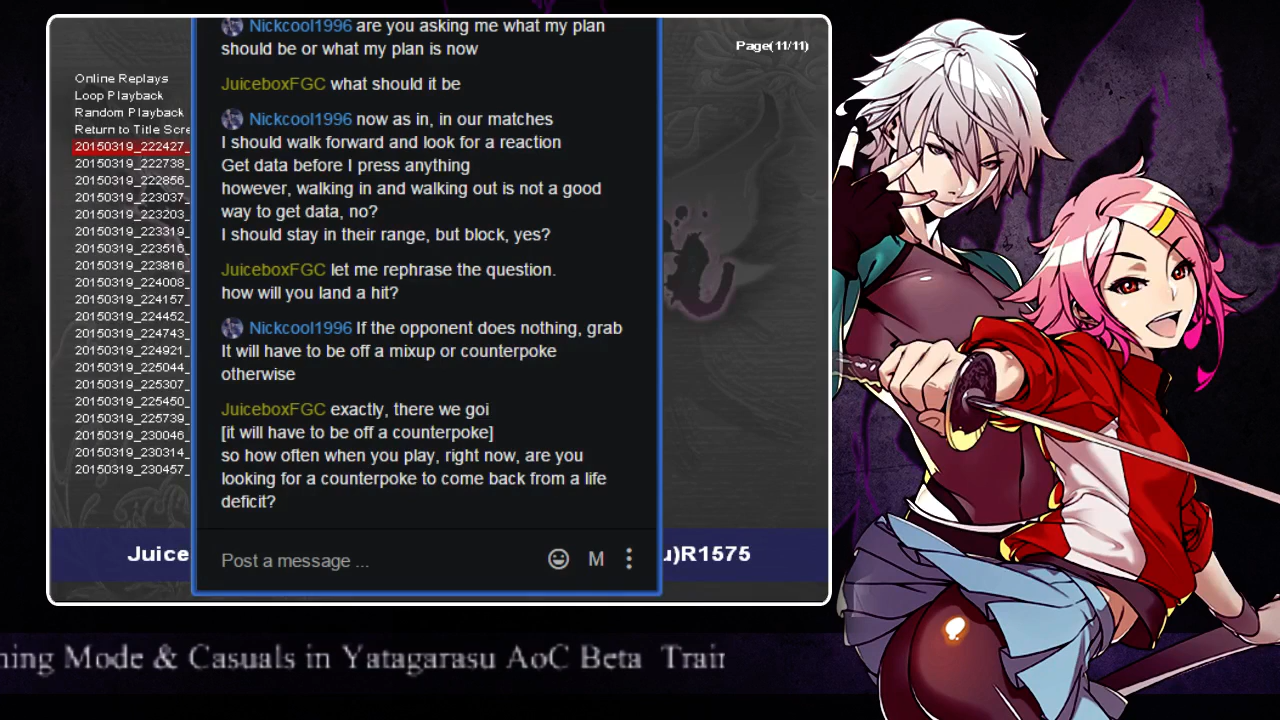 Nickcool1996 are you asking me what my plan
should be or what my plan is now
JuiceboxFGC what should it be
Nickcool1996 now as in, in our matches
I should walk forward and look for a reaction
Get data before I press anything
however, walking in and walking out is not a good
way to get data, no?
I should stay in their range, but block, yes?
JuiceboxFGC let me rephrase the question.
how will you land a hit?
Nickcool1996 If the opponent does nothing, grab
It will have to be off a mixup or counterpoke
otherwise
JuiceboxFGC exactly, there we goi
[it will have to be off a counterpoke]
so how often when you play, right now, are you
looking for a counterpoke to come back from a life
deficit?
Post a message ...
M
Page(11/11)
Online Replays
Loop Playback
Random Playback
Return to Title Scre
20150319_222427_
20150319_222738_
20150319_222856_
20150319_223037_
20150319_223203_
20150319_223319_
20150319_223516_
20150319_223816_
20150319_224008_
20150319_224157_
20150319_224452_
20150319_224743_
20150319_224921_
20150319_225044_
20150319_225307_
20150319_225450_
20150319_225739_
20150319_230046_
20150319_230314_
20150319_230457_
Juice
u)R1575
ning Mode & Casuals in Yatagarasu AoC Beta Train